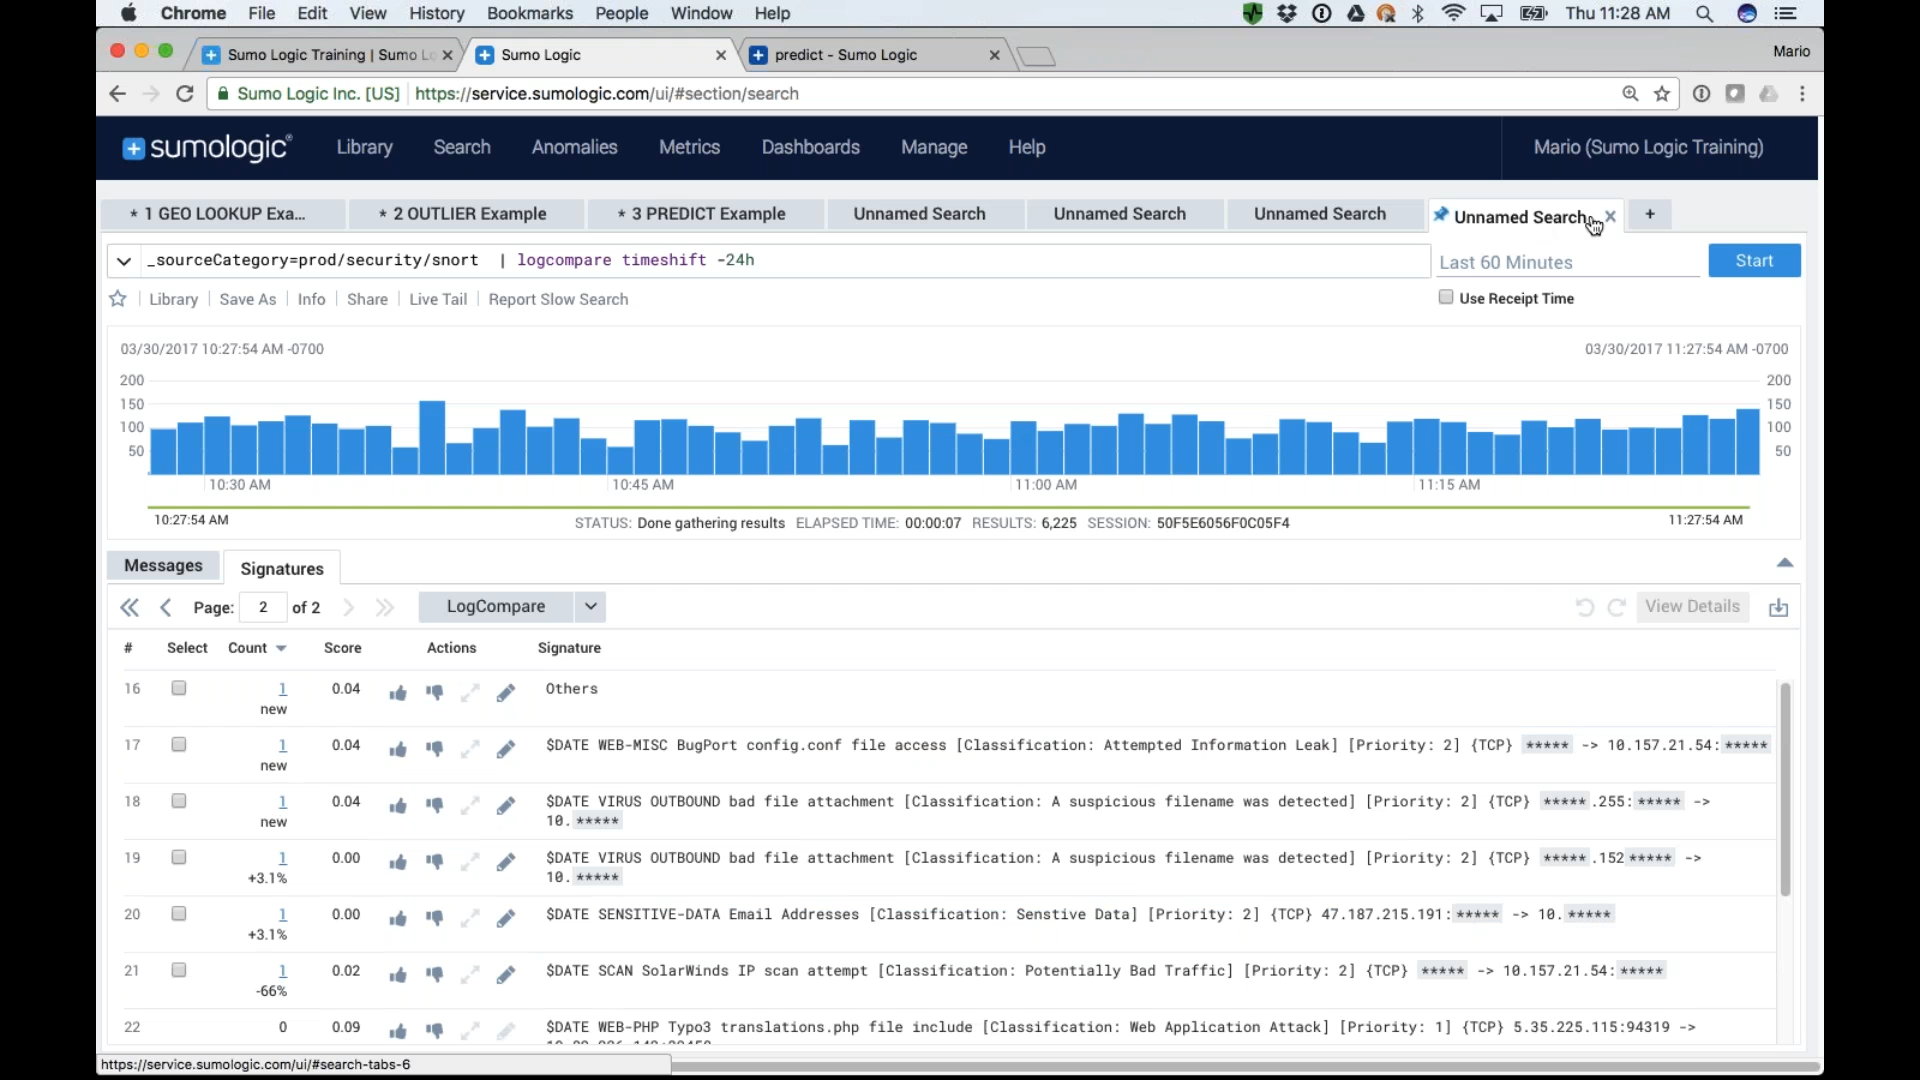 Chrome File Edit View History Bookmarks People Window Help Thu 11:28 AM
Sumo Logic Training | Sumo Lo Sumo Logic predict - Sumo Logic Mario
Sumo Logic Inc. [US] https://service.sumologic.com/ui/#section/search
sumologic Library Search Anomalies Metrics Dashboards Manage Help Mario (Sumo Logic Training)
* 1 GEO LOOKUP Exa... * 2 OUTLIER Example * 3 PREDICT Example Unnamed Search Unnamed Search Unnamed Search Unnamed Search +
_sourceCategory=prod/security/snort | logcompare timeshift -24h Last 60 Minutes Start
Library Save As Info Share Live Tail Report Slow Search Use Receipt Time
03/30/2017 10:27:54 AM -0700 03/30/2017 11:27:54 AM -0700
200 200
150 150
100 100
50 50
10:30 AM 10:45 AM 11:00 AM 11:15 AM
10:27:54 AM STATUS: Done gathering results ELAPSED TIME: 00:00:07 RESULTS: 6,225 SESSION: 50F5E6056F0C05F4 11:27:54 AM
Messages Signatures
Page: 2 of 2 LogCompare View Details
# Select Count Score Actions Signature
16 1 0.04 Others
new
17 1 0.04 $DATE WEB-MISC BugPort config.conf file access [Classification: Attempted Information Leak] [Priority: 2] {TCP} ***** -> 10.157.21.54:*****
new
18 1 0.04 $DATE VIRUS OUTBOUND bad file attachment [Classification: A suspicious filename was detected] [Priority: 2] {TCP} *****.255:***** ->
new 10.*****
19 1 0.00 $DATE VIRUS OUTBOUND bad file attachment [Classification: A suspicious filename was detected] [Priority: 2] {TCP} *****.152***** ->
+3.1% 10.*****
20 1 0.00 $DATE SENSITIVE-DATA Email Addresses [Classification: Senstive Data] [Priority: 2] {TCP} 47.187.215.191:***** -> 10.*****
+3.1%
21 1 0.02 $DATE SCAN SolarWinds IP scan attempt [Classification: Potentially Bad Traffic] [Priority: 2] {TCP} ***** -> 10.157.21.54:*****
-66%
22 0 0.09 $DATE WEB-PHP Typo3 translations.php file include [Classification: Web Application Attack] [Priority: 1] {TCP} 5.35.225.115:94319 ->
https://service.sumologic.com/ui/#search-tabs-6